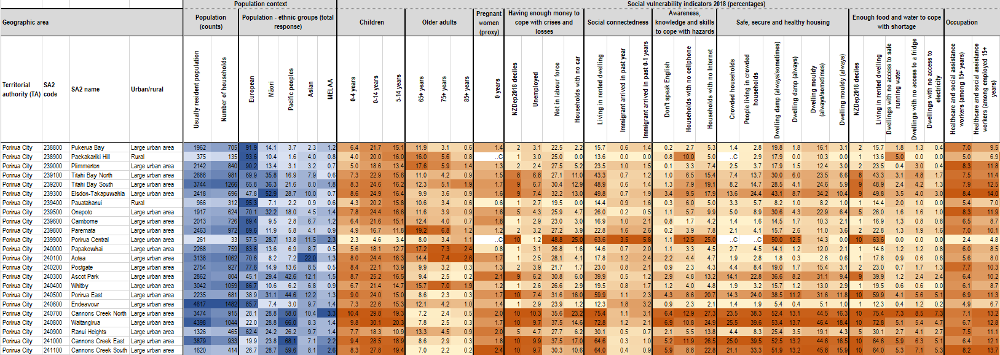 Population context Social vulnerability indicators 2018 (percentages)
Geographic area Population (counts) Population - ethnic groups (total response) Children Older adults Pregnant women (proxy) Having enough money to cope with crises and losses Social connectedness Awareness, knowledge and skills to cope with hazards Safe, secure and healthy housing Enough food and water to cope with shortage Occupation
Territorial authority (TA) SA2 code SA2 name Urban/rural Usually resident population Number of households European Māori Pacific peoples Asian MELAA 0-4 years 0-14 years 5-14 years 65+ years 75+ years 85+ years 0 years NZDep2018 deciles Unemployed Not in labour force Households with no car Living in rented dwelling Immigrant arrived in past year Immigrant arrived in past 0-1 years Don't speak English Households with no cellphone Households with no Internet Crowded households People living in crowded households Dwelling damp (always/sometimes) Dwelling damp (always) Dwelling mouldy (always/sometimes) Dwelling mouldy (always) NZDep2018 deciles Living in rented dwelling Dwellings with no access to safe running water Dwellings with no access to a fridge Dwellings with no access to electricity Healthcare and social assistance workers (among 15+ years) Healthcare and social assistance workers (among employed 15+ years)
Porirua City 238800 Pukerua Bay Large urban area 1962 705 91.9 14.1 3.7 2.3 1.2 6.4 21.7 15.1 11.9 3.1 0.6 1.4 2 3.1 22.5 2.2 15.7 0.6 1.4 0.2 2.7 5.3 1.4 2.8 19.8 1.8 16.1 3.1 2 15.7 1.8 1.3 0.4 7.0 9.5
Porirua City 238900 Paekakariki Hill Rural 375 135 93.6 10.4 1.6 4.0 0.8 4.0 20.0 16.0 16.0 5.6 0.8 ..C 1 3.0 25.0 0.0 13.6 0.0 0.0 0.8 10.0 5.0 ..C 2.9 17.9 0.0 10.3 0.0 1 13.6 5.0 0.0 0.0 5.0 6.9
Porirua City 239000 Plimmerton Large urban area 2142 840 90.2 13.4 3.1 3.2 0.7 5.0 18.6 13.4 17.6 5.9 1.4 1.3 2 2.4 27.5 5.2 23.5 1.0 1.5 0.3 3.4 5.9 2.5 3.7 17.9 1.5 12.4 3.0 2 23.5 0.4 3.0 0.4 8.3 11.8
Porirua City 239100 Titahi Bay North Large urban area 2688 981 69.9 35.8 16.9 7.9 0.6 7.3 22.9 15.6 11.0 4.2 0.9 1.5 8 6.8 27.1 11.0 43.3 0.7 1.2 1.0 6.5 15.4 7.4 13.7 30.0 6.0 23.5 6.6 8 43.3 3.1 4.8 1.7 7.5 11.4
Porirua City 239200 Titahi Bay South Large urban area 3744 1266 65.8 36.3 21.6 8.0 1.8 8.3 24.6 16.2 12.3 5.1 1.9 1.7 9 6.7 30.4 12.9 48.9 0.6 1.4 1.3 7.9 19.1 8.2 14.7 28.5 4.1 24.6 5.9 9 48.9 2.4 4.2 1.3 7.9 12.5
Porirua City 239300 Elsdon-Takapuwahia Large urban area 2418 696 47.8 52.9 28.7 10.0 0.7 8.6 24.9 16.4 9.9 3.6 0.9 1.6 9 7.4 32.2 13.0 49.8 0.7 1.9 3.4 9.5 17.9 13.6 24.4 43.1 8.7 34.2 10.4 9 49.8 3.5 4.0 3.0 8.4 14.0
Porirua City 239400 Pauatahanui Rural 966 312 95.3 7.1 2.2 0.9 0.6 4.3 20.2 15.8 10.6 3.4 0.6 0.6 1 2.7 19.5 0.0 14.4 0.9 1.6 0.3 6.0 5.0 3.3 5.7 8.2 1.0 8.2 1.0 1 14.4 2.0 1.0 0.0 5.4 7.0
Porirua City 239500 Onepoto Large urban area 1917 624 70.1 32.2 18.0 4.5 1.4 7.8 24.4 16.6 11.6 3.9 0.9 1.6 5 4.3 25.9 4.7 26.0 0.2 0.5 1.1 4.3 9.4 5.0 8.9 30.6 4.3 22.9 6.4 5 26.0 1.6 1.6 1.0 8.3 11.9
Porirua City 239600 Camborne Large urban area 2013 726 89.4 9.5 2.8 6.7 1.2 6.4 21.6 15.1 12.4 4.0 0.7 1.8 1 2.9 23.0 3.0 16.9 1.0 2.1 0.8 1.7 4.2 1.4 1.6 14.5 1.7 10.3 2.1 1 16.9 1.3 0.8 0.8 6.5 8.7
Porirua City 239800 Paremata Large urban area 2463 972 89.6 11.9 5.8 4.1 0.9 4.9 16.7 11.8 19.2 6.8 1.2 1.2 2 3.2 27.2 3.2 22.8 1.6 2.6 0.9 4.1 7.9 2.1 4.1 15.7 2.6 11.0 3.6 2 22.8 1.3 1.9 1.6 7.0 10.1
Porirua City 239900 Porirua Central Large urban area 261 33 57.5 28.7 13.8 11.5 2.3 2.3 4.6 3.4 8.0 3.4 1.1 ..C 10 1.2 48.8 25.0 63.6 3.5 5.8 1.1 12.5 25.0 ..C ..C 50.0 12.5 14.3 0.0 10 63.6 0.0 0.0 0.0 2.4 4.8
Porirua City 240000 Papakowhai Large urban area 2268 759 83.6 13.6 6.9 8.7 0.5 5.6 18.1 12.7 17.2 7.3 2.4 0.8 1 3.1 26.8 1.6 14.6 0.7 2.0 1.1 3.3 4.5 2.7 4.5 14.1 1.2 12.0 2.1 1 14.6 1.2 1.2 0.8 6.0 8.5
Porirua City 240100 Aotea Large urban area 3138 1062 70.6 8.2 7.2 22.0 1.3 8.0 24.4 16.3 14.4 7.4 2.6 1.7 1 2.5 28.1 4.1 17.8 1.2 2.4 2.2 4.4 4.7 1.9 2.8 1.8 0.3 2.6 0.6 1 17.8 0.9 0.6 0.3 5.6 8.0
Porirua City 240200 Postgate Large urban area 2754 927 77.6 14.9 13.6 8.5 0.5 8.4 22.1 13.9 9.9 3.2 0.3 1.3 2 3.9 21.7 1.7 23.0 0.8 2.1 0.9 2.3 4.3 4.4 8.4 19.0 1.7 15.4 3.1 2 23.0 0.7 1.7 1.3 7.7 10.3
Porirua City 240300 Ascot Park Large urban area 2862 804 45.1 29.4 42.6 12.1 1.5 8.7 25.2 16.5 9.5 2.4 0.2 2.1 9 6.2 30.8 6.0 39.9 0.5 1.2 2.9 4.8 13.2 14.1 22.8 36.6 8.2 31.1 9.4 9 39.9 1.2 2.4 2.4 6.4 10.2
Porirua City 240400 Whitby Large urban area 3042 1059 86.7 10.6 6.2 6.8 0.9 6.7 21.4 14.7 15.7 7.0 1.9 1.2 1 2.6 26.6 2.9 19.5 0.8 1.7 1.2 4.0 4.8 1.9 3.2 15.7 1.2 13.0 2.9 1 19.5 0.6 0.6 0.0 6.1 8.7
Porirua City 240500 Porirua East Large urban area 2235 681 38.9 31.1 44.6 12.2 1.3 9.0 24.0 15.0 8.6 2.3 0.3 1.7 10 7.4 31.6 16.0 59.9 1.1 2.3 4.3 8.6 20.7 14.3 24.0 38.5 11.2 31.6 11.8 10 59.9 4.1 5.6 5.1 6.9 11.3
Porirua City 240600 Endeavour Large urban area 4617 1482 85.7 7.4 3.0 9.7 1.4 7.3 22.6 15.3 12.1 4.2 1.0 1.4 1 2.9 23.9 1.2 12.3 1.8 3.2 0.9 2.3 2.1 1.2 1.9 5.4 0.4 5.1 1.0 1 12.3 0.4 1.2 0.2 4.9 6.7
Porirua City 240700 Cannons Creek North Large urban area 3474 915 28.1 28.8 58.0 10.4 3.3 10.4 29.8 19.3 7.2 2.4 0.5 2.0 10 10.3 35.6 23.2 75.4 1.1 3.3 6.4 12.9 27.3 23.5 38.3 52.4 13.1 44.5 16.3 10 75.4 7.3 8.5 7.3 7.1 13.2
Porirua City 240800 Waitangirua Large urban area 4398 1044 22.0 28.8 66.0 8.3 1.4 9.8 30.1 20.3 7.8 2.5 0.3 2.0 10 9.7 37.5 14.6 72.8 1.2 2.1 6.9 10.8 24.9 25.5 39.6 53.4 13.7 46.4 18.4 10 72.8 5.1 5.4 4.7 6.7 12.8
Porirua City 240900 Ranui Heights Large urban area 1326 465 62.4 24.2 26.2 9.7 1.4 7.7 18.3 10.9 13.3 4.5 0.9 2.0 5 4.7 27.7 6.2 30.1 0.5 0.7 1.1 5.5 13.8 4.4 8.3 25.4 3.5 19.1 4.3 5 30.1 2.7 4.1 2.7 7.5 11.1
Porirua City 241000 Cannons Creek East Large urban area 3879 933 19.9 23.8 68.1 7.1 2.2 9.4 28.5 18.9 8.6 2.9 0.3 1.8 10 9.9 37.5 17.0 64.6 0.3 1.0 5.2 11.9 26.5 25.0 39.5 52.5 13.2 44.6 16.5 10 64.6 5.9 6.3 5.1 6.4 12.1
Porirua City 241100 Cannons Creek South Large urban area 1620 414 26.7 28.7 59.6 8.1 2.6 8.3 27.8 19.4 7.0 2.2 0.2 2.4 10 9.7 30.3 10.6 64.0 0.4 0.9 5.9 8.8 22.8 21.1 33.3 51.9 13.2 45.8 15.9 10 64.0 5.3 5.3 5.3 8.2 13.7